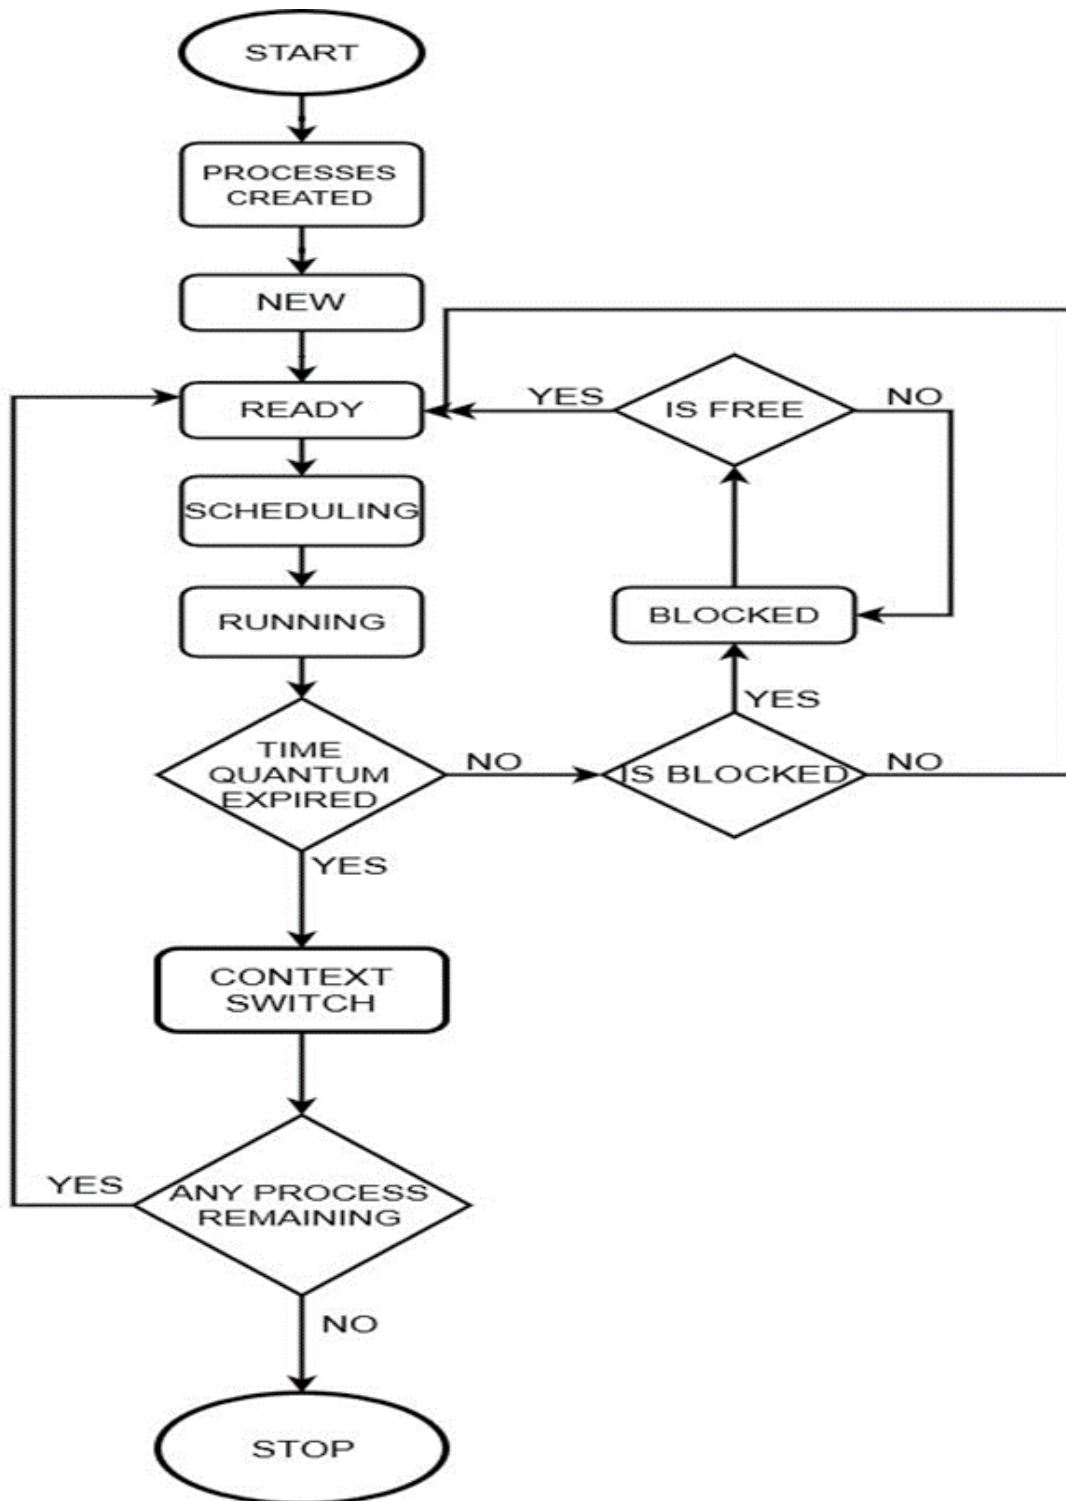 START
PROCESSES
CREATED
NEW
READY
YES
IS FREE
NO
SCHEDULING
RUNNING
BLOCKED
YES
TIME
QUANTUM
EXPIRED
NO
IS BLOCKED
NO
YES
CONTEXT
SWITCH
YES
ANY PROCESS
REMAINING
NO
STOP